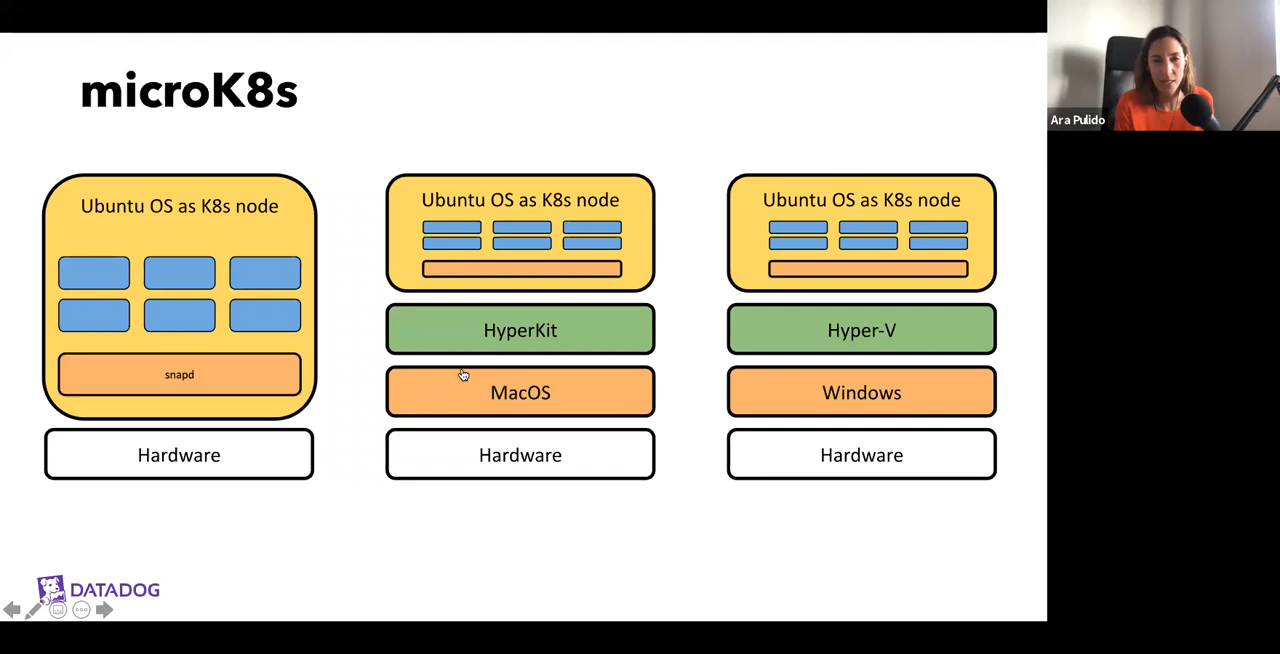 microK8s
Ara Pulido
Ubuntu OS as K8s node
snapd
Hardware
Ubuntu OS as K8s node
HyperKit
MacOS
Hardware
Ubuntu OS as K8s node
Hyper-V
Windows
Hardware
DATADOG